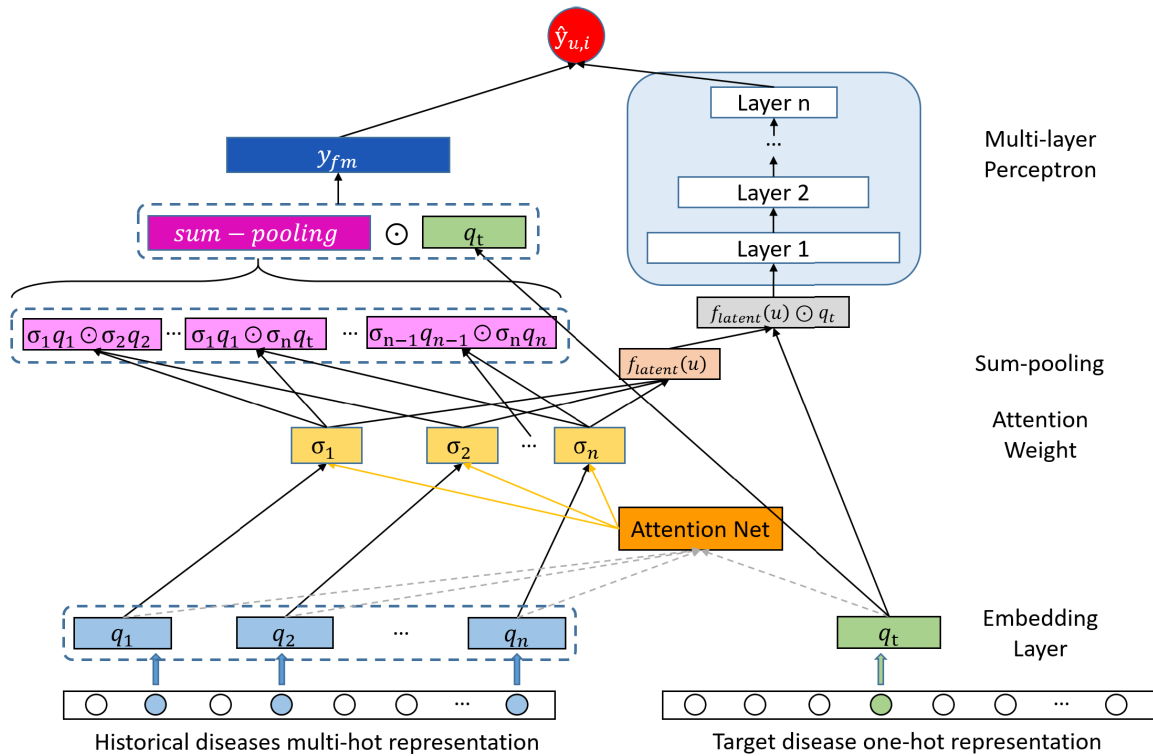 ŷu,i
Layer n
...
Layer 2
Layer 1
Multi-layer
Perceptron
yfm
sum − pooling ⊙ qt
flatent(u) ⊙ qt
σ1q1 ⊙ σ2q2 ... σ1q1 ⊙ σnqt ... σn−1qn−1 ⊙ σnqn
flatent(u)
Sum-pooling
σ1 σ2 ... σn
Attention
Weight
Attention Net
q1 q2 ... qn
qt
Embedding
Layer
...
...
Historical diseases multi-hot representation
Target disease one-hot representation